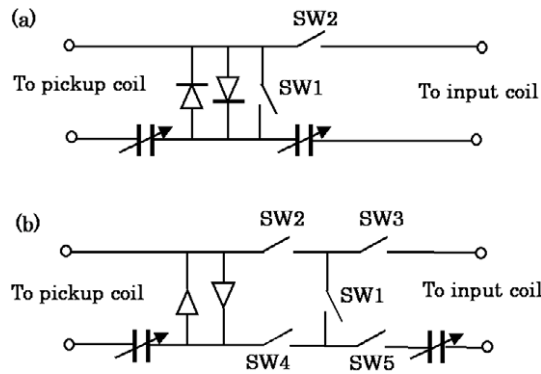 (a)
SW2
To pickup coil
SW1
To input coil
(b)
SW2
SW3
To pickup coil
SW1
To input coil
SW4
SW5